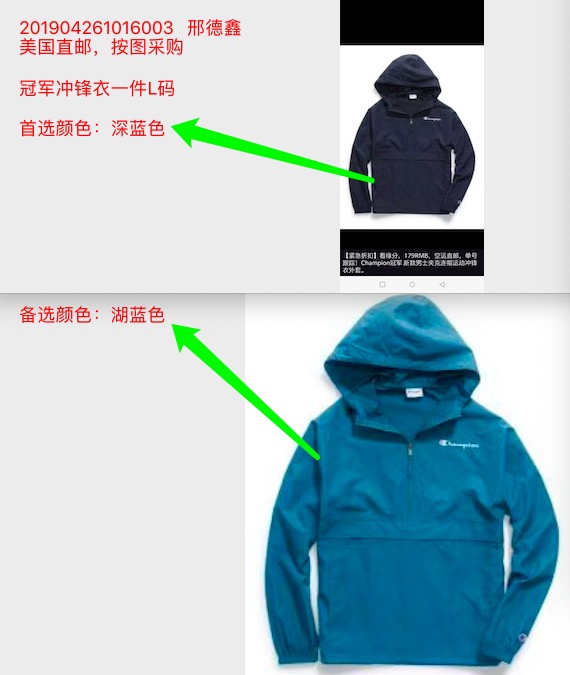 201904261016003 邢德鑫
美国直邮，按图采购
冠军冲锋衣一件L码
首选颜色：深蓝色
Champion
【紧急折扣】看缘分，179RMB，空运直邮，单号
跟踪！Champion冠军 新款男士夹克连帽运动冲锋
衣外套。
备选颜色：湖蓝色
Champion